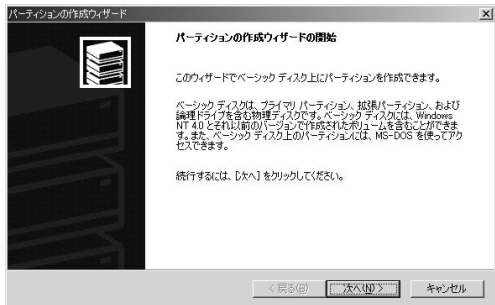 パーティションの作成ウィザード
パーティションの作成ウィザードの開始
このウィザードでベーシック ディスク上にパーティションを作成できます。
ベーシック ディスクは、プライマリ パーティション、拡張パーティション、および
論理ドライブを含む物理ディスクです。ベーシック ディスクには、Windows
NT 4.0 とそれ以前のバージョンで作成されたボリュームを含むことができま
す。また、ベーシック ディスク上のパーティションには、MS-DOS を使ってアク
セスできます。
続行するには、[次へ] をクリックしてください。
< 戻る(B)
次へ(N) >
キャンセル